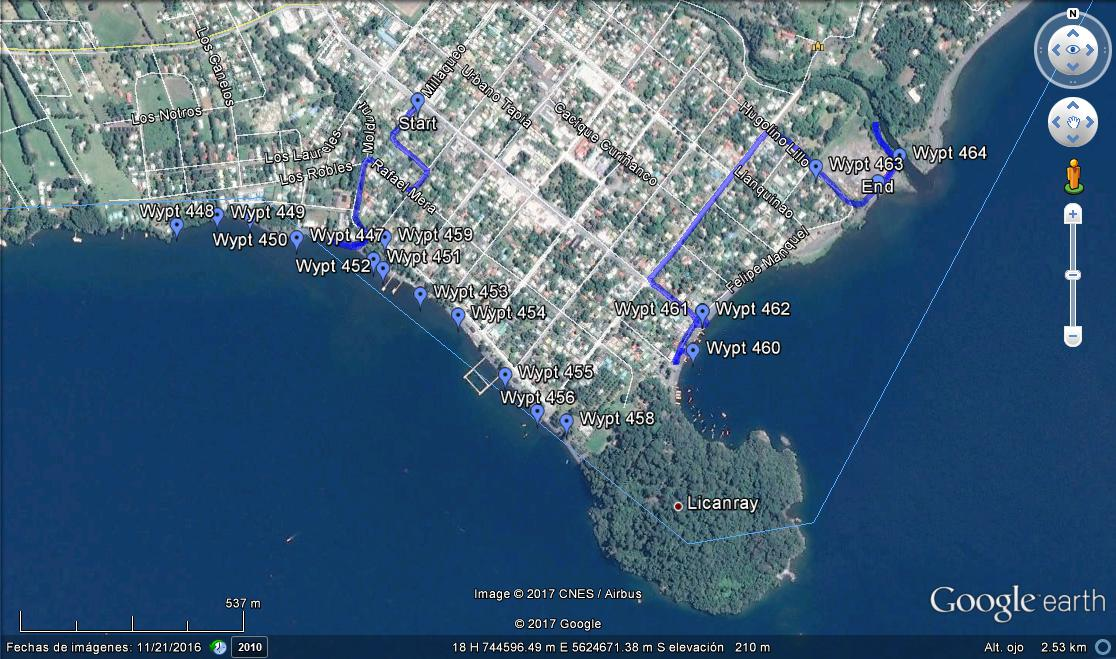 N
Los Canelos
Millaqueo
Urbano Tapia
Start
Los Notros
Cacique Curinanco
Hugolino Lillo
Los Laureles
Los Robles
Rafael Mera
Llanquinao
Wypt 463
Wypt 464
End
Wypt 448
Wypt 449
Wypt 450
Wypt 447
Wypt 459
Wypt 452
Wypt 451
Felipe Manquel
Wypt 453
Wypt 454
Wypt 461
Wypt 462
Wypt 460
Wypt 455
Wypt 456
Wypt 458
Licanray
537 m
Image © 2017 CNES / Airbus
© 2017 Google
Google earth
Fechas de imágenes: 11/21/2016 2010 18 H 744596.49 m E 5624671.38 m S elevación 210 m Alt. ojo 2.53 km